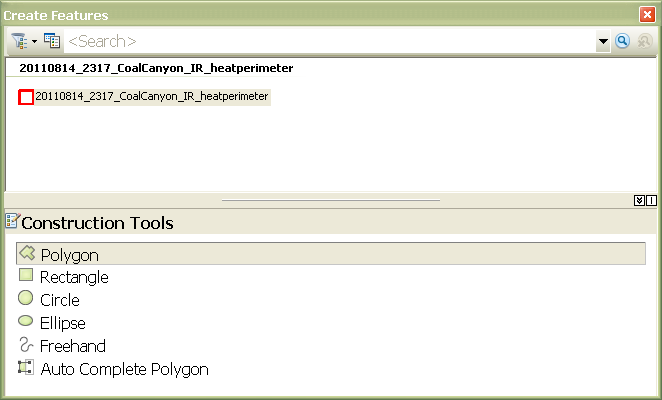 Create Features
<Search>
20110814_2317_CoalCanyon_IR_heatperimeter
20110814_2317_CoalCanyon_IR_heatperimeter
Construction Tools
Polygon
Rectangle
Circle
Ellipse
Freehand
Auto Complete Polygon